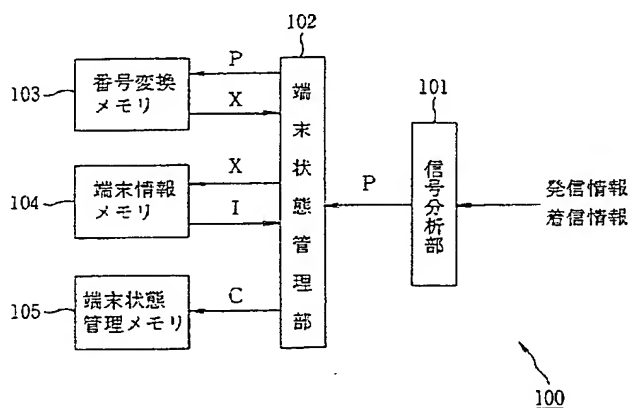 102
103
番号変換
メモリ
P
X
端末状態管理部
101
信号分析部
P
発信情報
着信情報
104
端末情報
メモリ
X
I
105
端末状態
管理メモリ
C
100